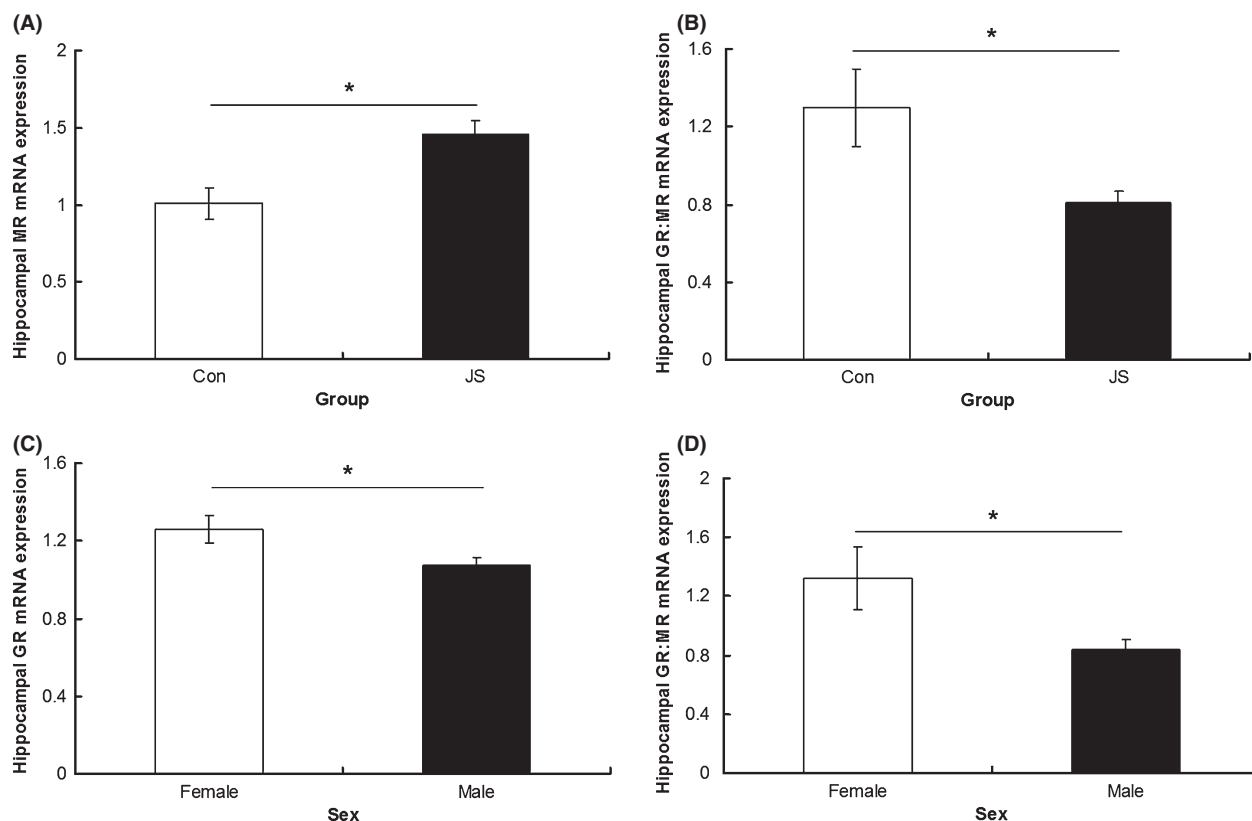 (A)
Hippocampal MR mRNA expression
2
1.5
1
0.5
0
*
Con
JS
Group
(B)
Hippocampal GR:MR mRNA expression
1.6
1.2
0.8
0.4
0
*
Con
JS
Group
(C)
Hippocampal GR mRNA expression
1.6
1.2
0.8
0.4
0
*
Female
Male
Sex
(D)
Hippocampal GR:MR mRNA expression
2
1.6
1.2
0.8
0.4
0
*
Female
Male
Sex